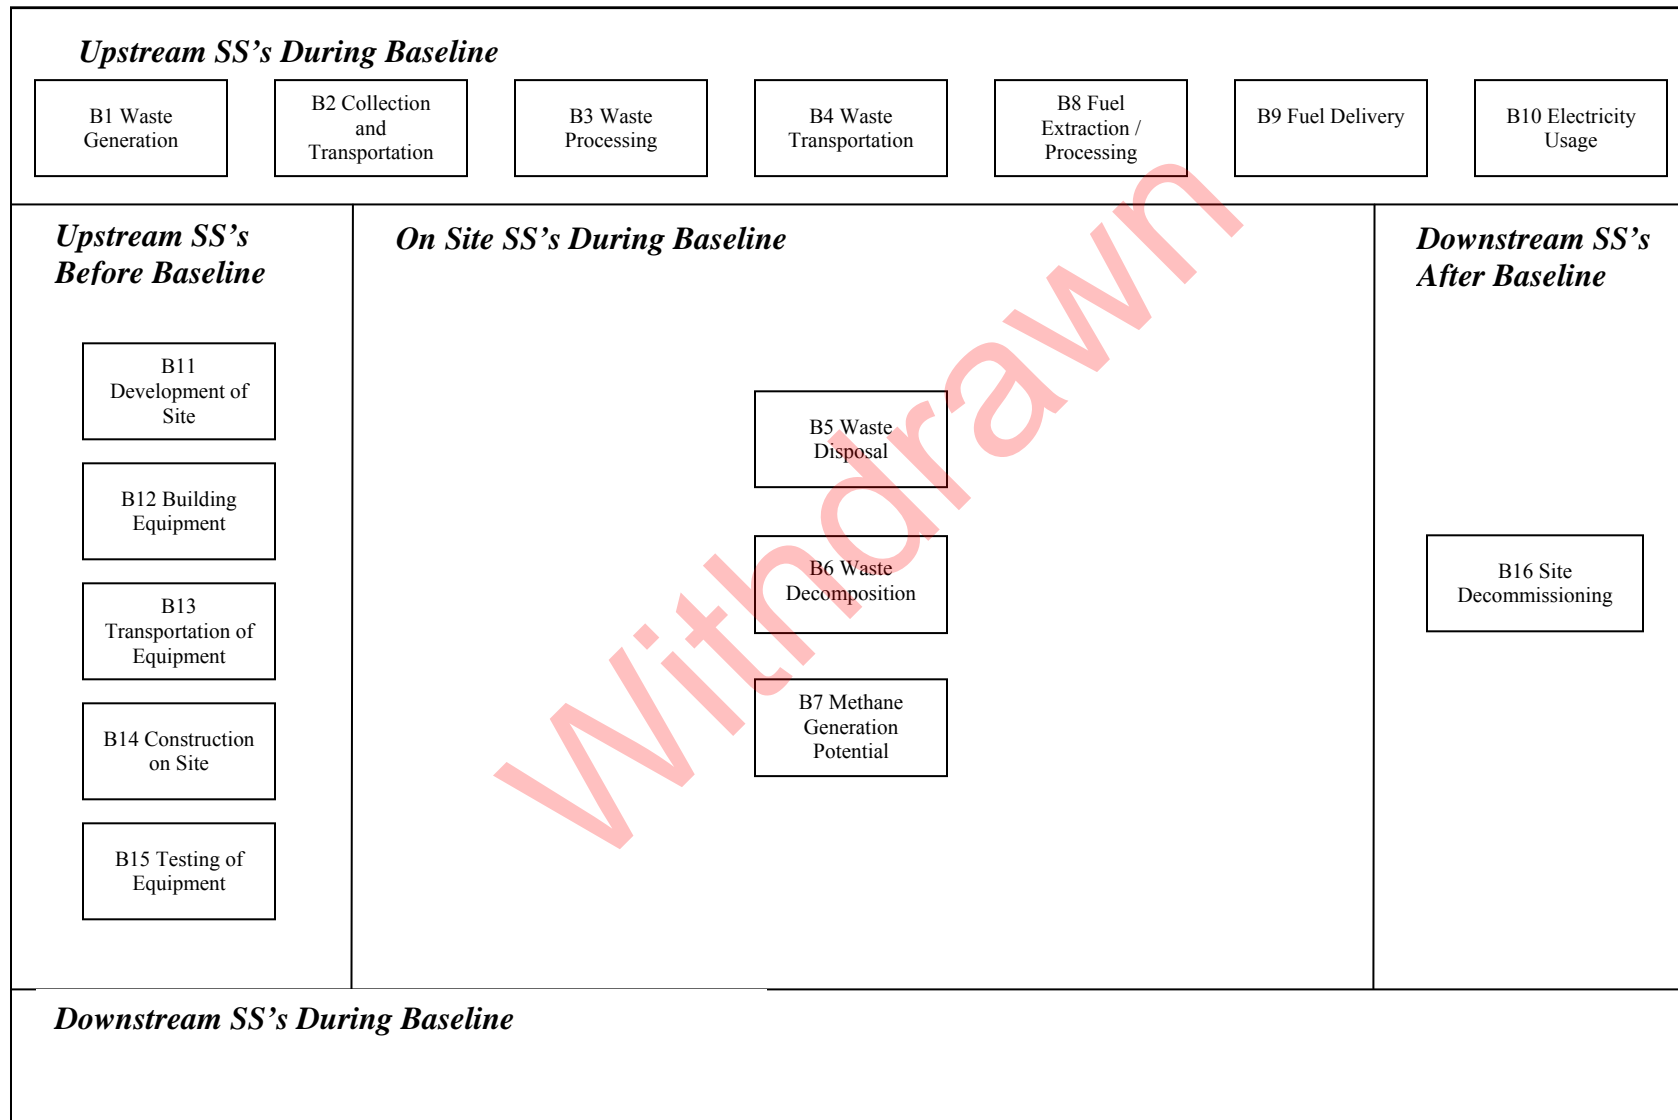 Upstream SS's During Baseline
B1 Waste
Generation
B2 Collection
and
Transportation
B3 Waste
Processing
B4 Waste
Transportation
B8 Fuel
Extraction /
Processing
B9 Fuel Delivery
B10 Electricity
Usage
Upstream SS's
Before Baseline
B11
Development of
Site
B12 Building
Equipment
B13
Transportation of
Equipment
B14 Construction
on Site
B15 Testing of
Equipment
On Site SS's During Baseline
B5 Waste
Disposal
B6 Waste
Decomposition
B7 Methane
Generation
Potential
Downstream SS's
After Baseline
B16 Site
Decommissioning
Downstream SS's During Baseline
Withdrawn